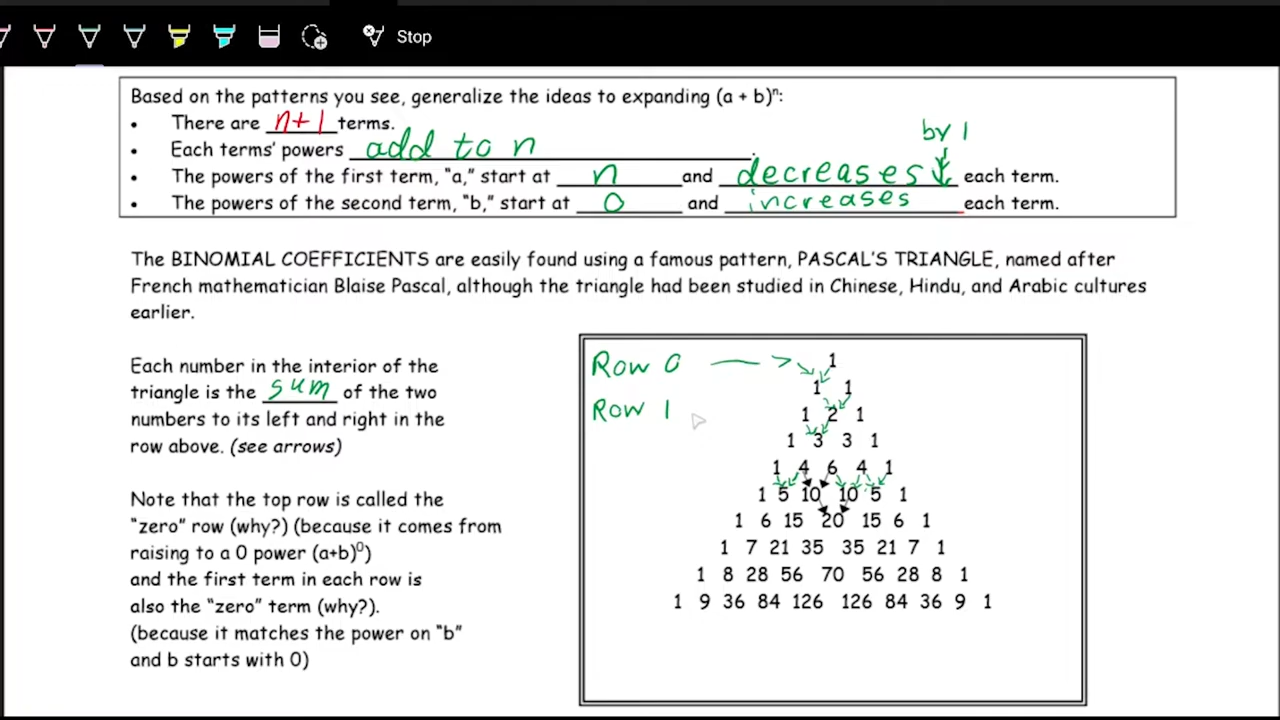 Stop
Based on the patterns you see, generalize the ideas to expanding (a + b)ⁿ:
• There are n+1 terms.
by 1
• Each terms' powers add to n.
• The powers of the first term, "a," start at n and decreases ↓ each term.
• The powers of the second term, "b," start at 0 and increases each term.
The BINOMIAL COEFFICIENTS are easily found using a famous pattern, PASCAL'S TRIANGLE, named after
French mathematician Blaise Pascal, although the triangle had been studied in Chinese, Hindu, and Arabic cultures
earlier.
Each number in the interior of the
triangle is the sum of the two
numbers to its left and right in the
row above. (see arrows)
Note that the top row is called the
"zero" row (why?) (because it comes from
raising to a 0 power (a+b)⁰)
and the first term in each row is
also the "zero" term (why?).
(because it matches the power on "b"
and b starts with 0)
Row 0 → 1
1 1
Row 1
1 2 1
1 3 3 1
1 4 6 4 1
1 5 10 10 5 1
1 6 15 20 15 6 1
1 7 21 35 35 21 7 1
1 8 28 56 70 56 28 8 1
1 9 36 84 126 126 84 36 9 1